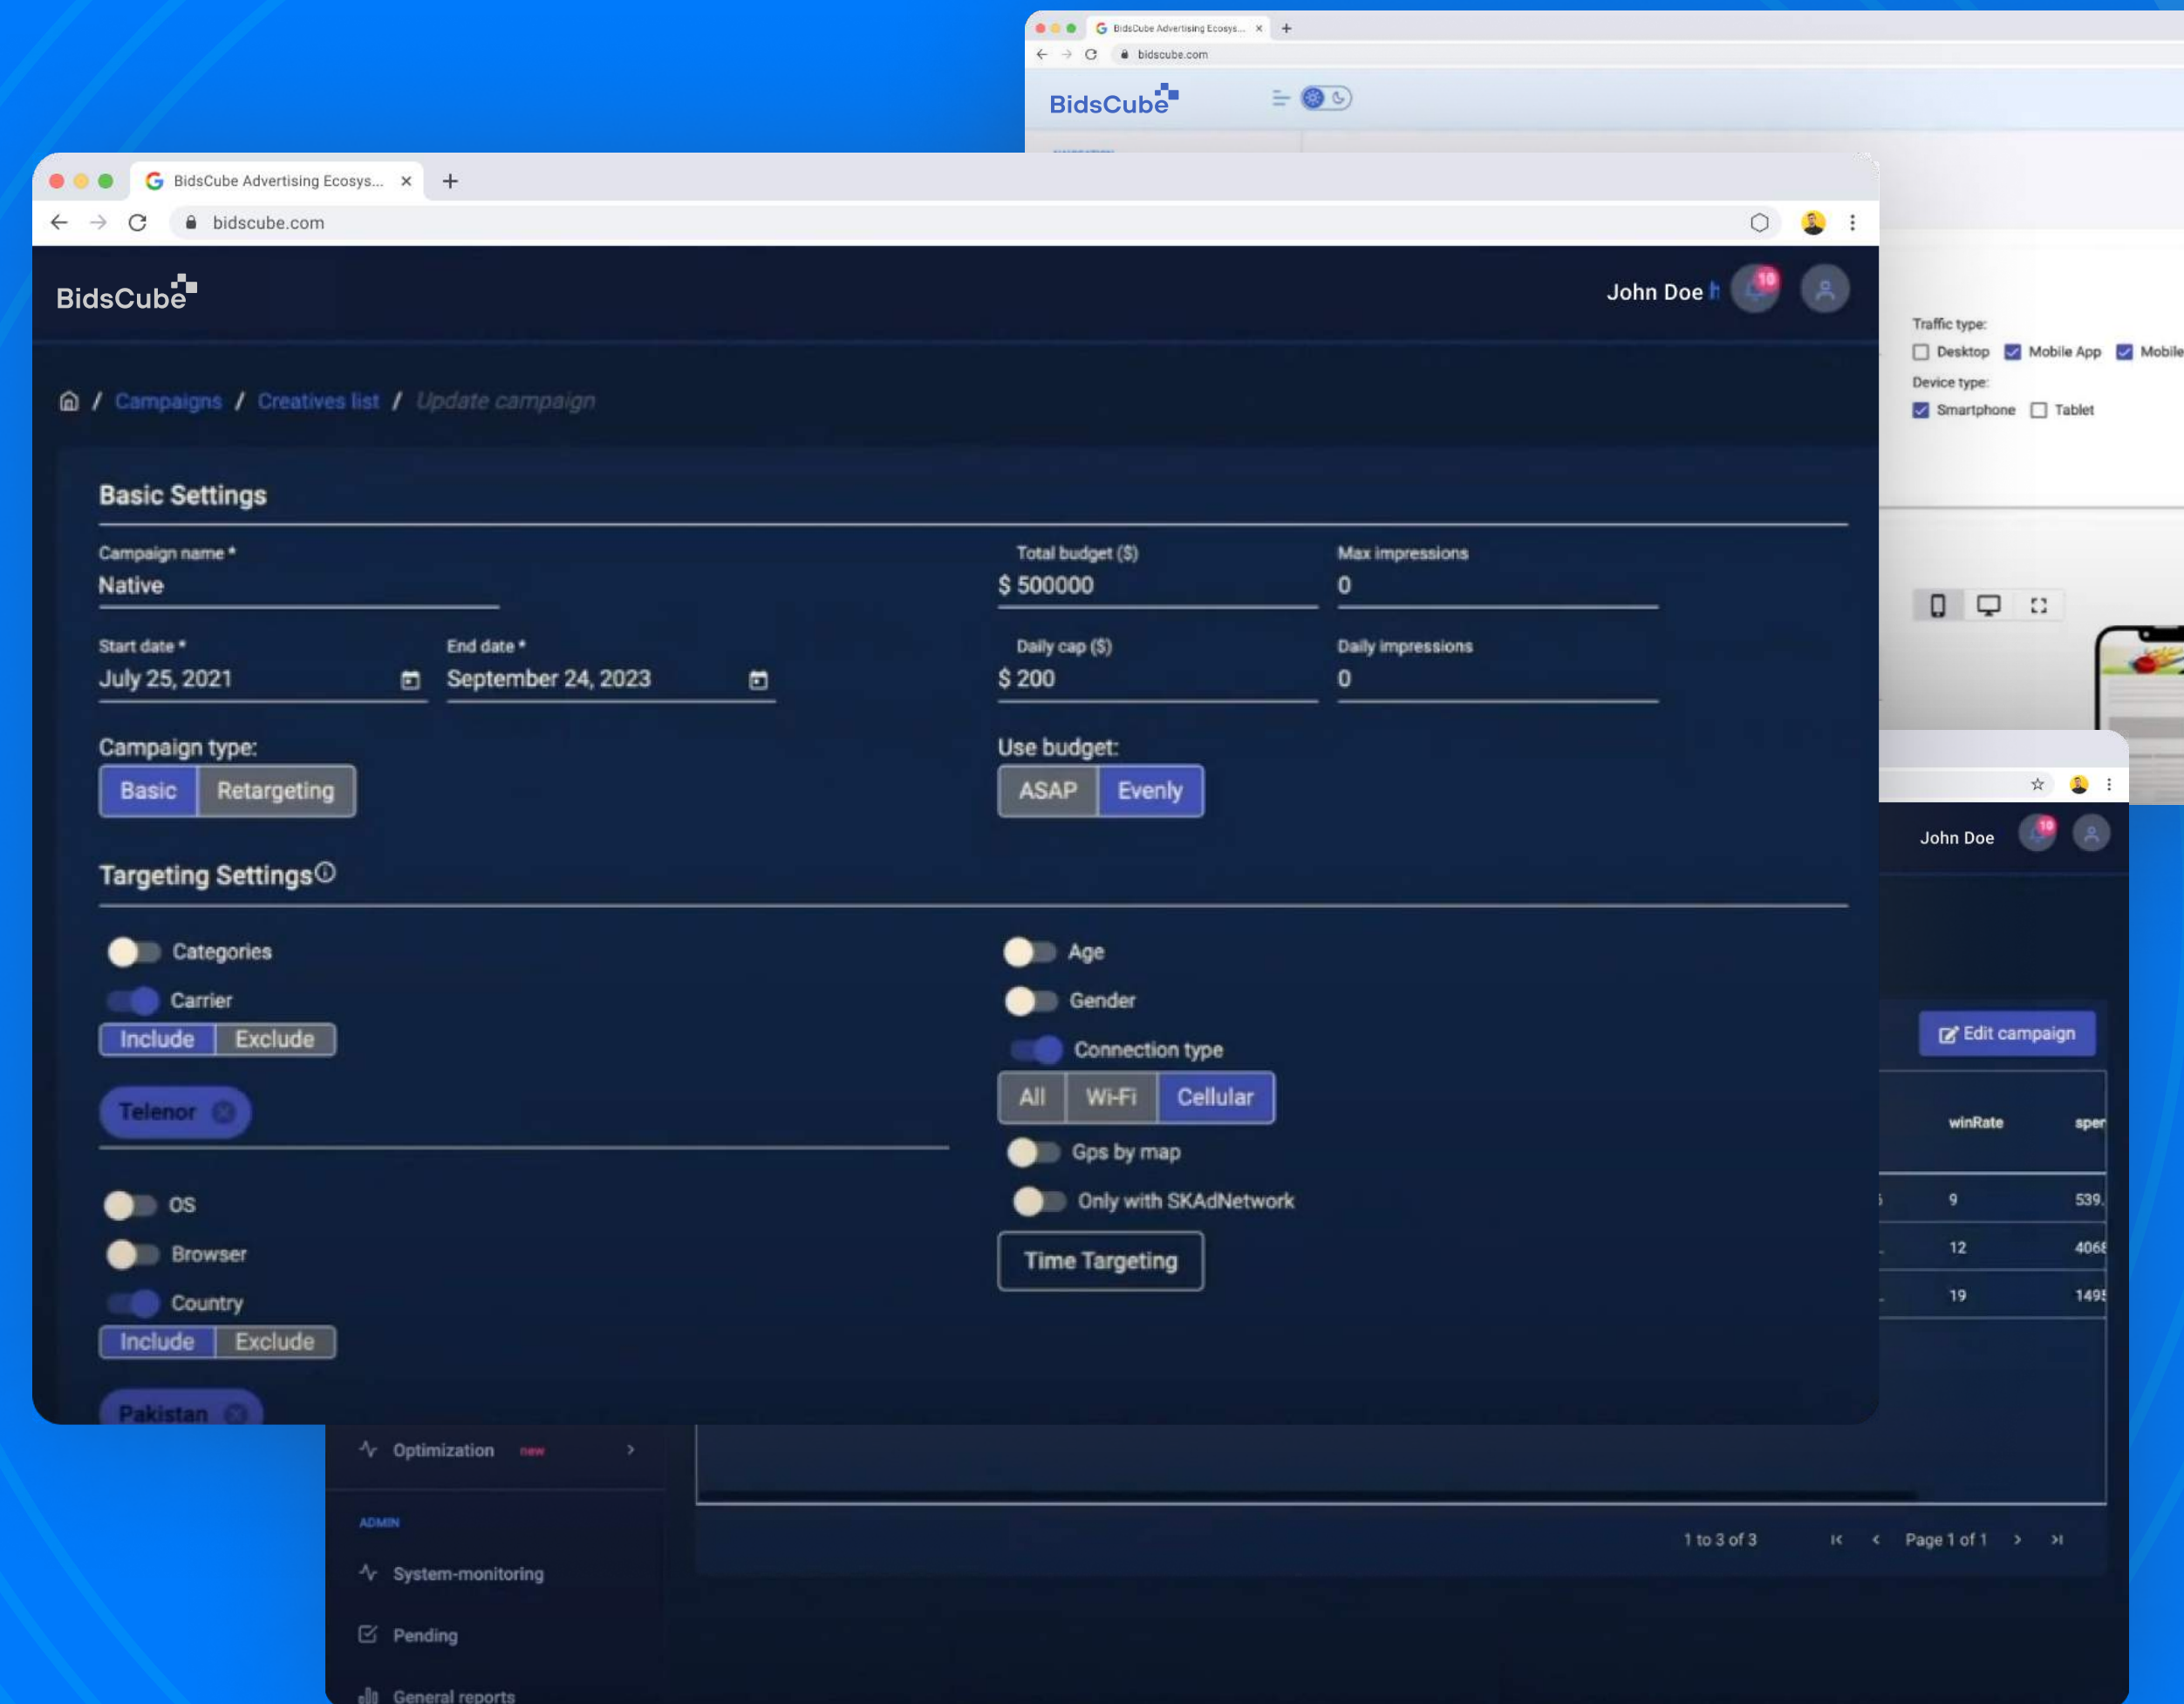 BidsCube Advertising Ecosys...
bidscube.com
BidsCube
Traffic type:
Desktop Mobile App Mobile
Device type:
Smartphone Tablet
BidsCube Advertising Ecosys...
bidscube.com
BidsCube
John Doe 10
/ Campaigns / Creatives list / Update campaign
Basic Settings
Campaign name * Total budget ($) Max impressions
Native $ 500000 0
Start date * End date * Daily cap ($) Daily impressions
July 25, 2021 September 24, 2023 $ 200 0
Campaign type: Use budget:
Basic Retargeting ASAP Evenly
Targeting Settings
Categories Age
Carrier Gender
Include Exclude Connection type
Telenor All Wi-Fi Cellular
Gps by map
OS Only with SKAdNetwork
Browser Time Targeting
Country
Include Exclude
Pakistan
John Doe 10
Edit campaign
winRate
9 539.
12 4068
19 1495
Optimization new
ADMIN
1 to 3 of 3 Page 1 of 1
System-monitoring
Pending
General reports